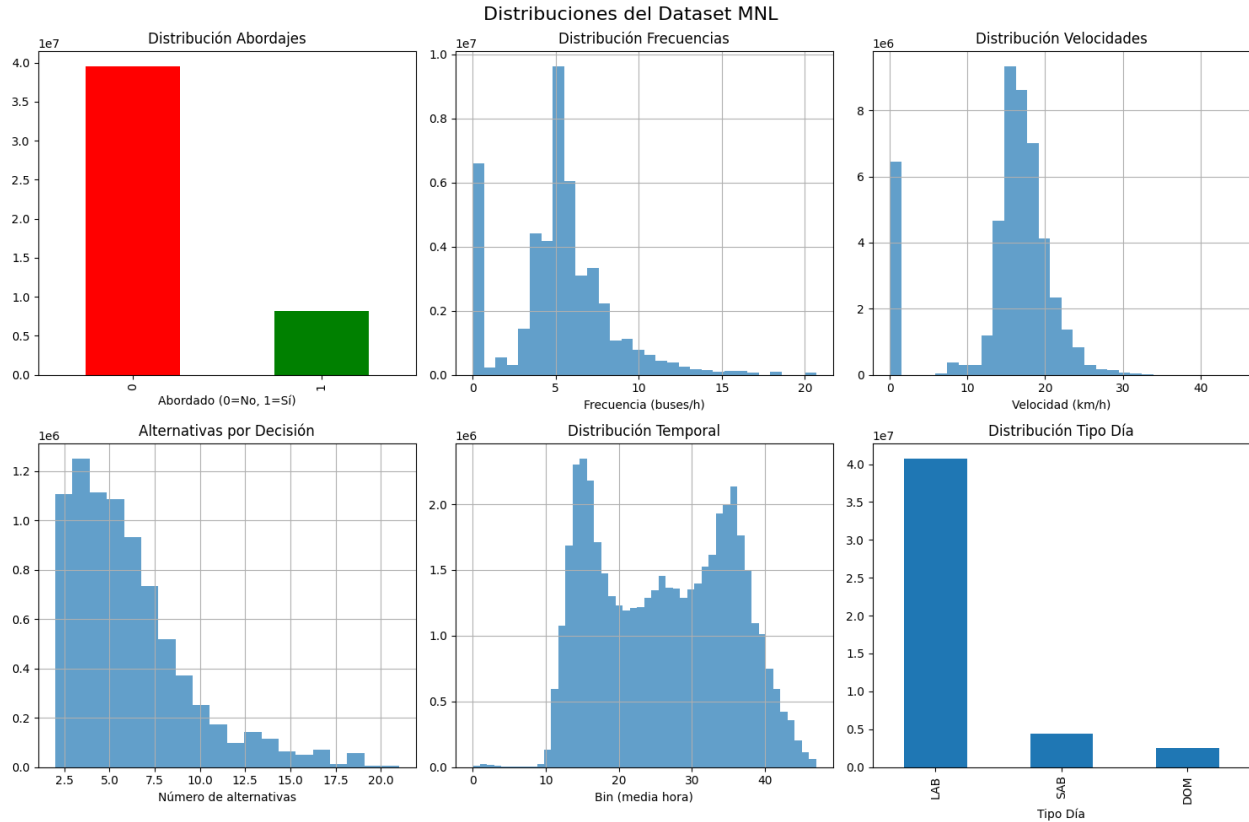 Distribuciones del Dataset MNL
Distribución Abordajes
1e7
4.0
3.5
3.0
2.5
2.0
1.5
1.0
0.5
0.0
0
1
Abordado (0=No, 1=Sí)
Distribución Frecuencias
1e7
1.0
0.8
0.6
0.4
0.2
0.0
0 5 10 15 20
Frecuencia (buses/h)
Distribución Velocidades
1e6
8
6
4
2
0
0 10 20 30 40
Velocidad (km/h)
Alternativas por Decisión
1e6
1.2
1.0
0.8
0.6
0.4
0.2
0.0
2.5 5.0 7.5 10.0 12.5 15.0 17.5 20.0
Número de alternativas
Distribución Temporal
1e6
2.0
1.5
1.0
0.5
0.0
0 10 20 30 40
Bin (media hora)
Distribución Tipo Día
1e7
4.0
3.5
3.0
2.5
2.0
1.5
1.0
0.5
0.0
LAB
SAB
DOM
Tipo Día